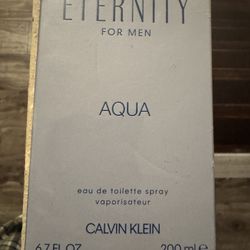 ETERNITY
FOR MEN
AQUA
eau de toilette spray
vaporisateur
CALVIN KLEIN
6.7 FL OZ 200 ml e